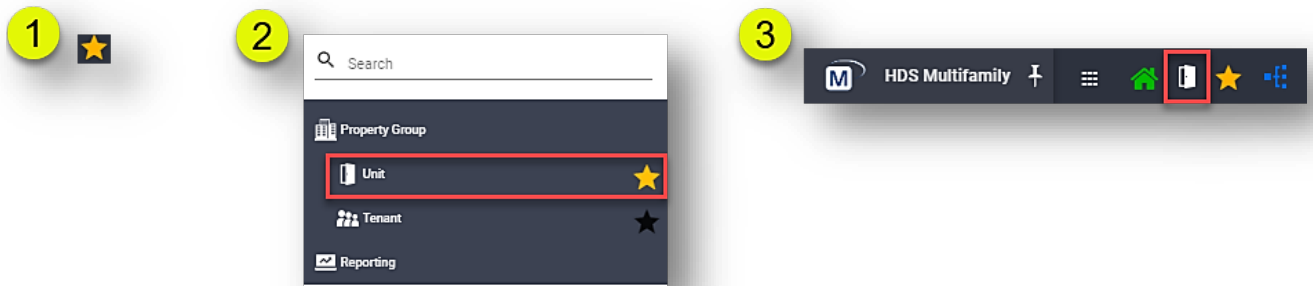 1
2
Search
Property Group
Unit
Tenant
Reporting
3
M HDS Multifamily